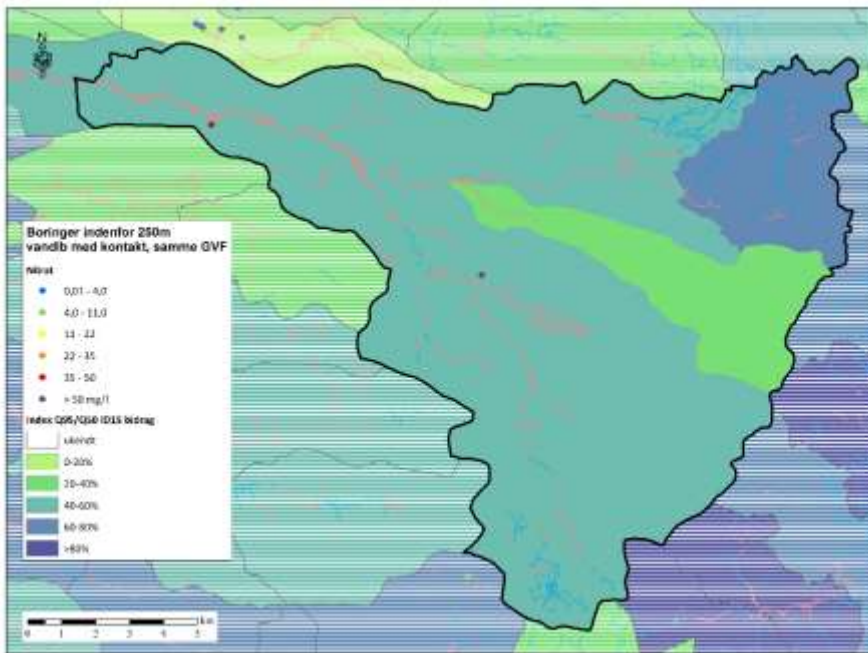 Boringer indenfor 250m
vandlb med kontakt, samme GVF
Nitrat
0,01 - 4,0
4,0 - 11,0
11 - 22
22 - 35
35 - 50
> 50 mg/l
Index Q95/Q50 ID15 bidrag
ukendt
0-20%
20-40%
40-60%
60-80%
>80%
km
0 1 2 3 4 5